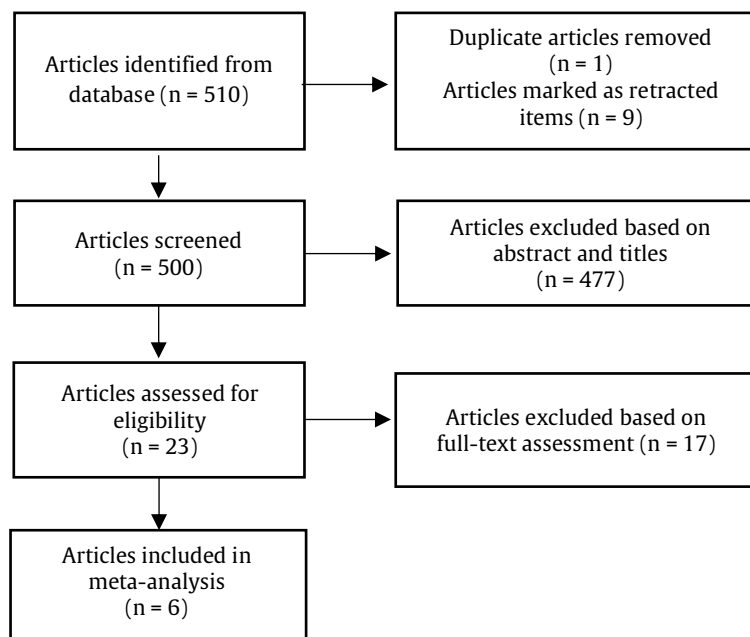 Articles identified from
database (n = 510)
Duplicate articles removed
(n = 1)
Articles marked as retracted
items (n = 9)
Articles screened
(n = 500)
Articles excluded based on
abstract and titles
(n = 477)
Articles assessed for
eligibility
(n = 23)
Articles excluded based on
full-text assessment (n = 17)
Articles included in
meta-analysis
(n = 6)